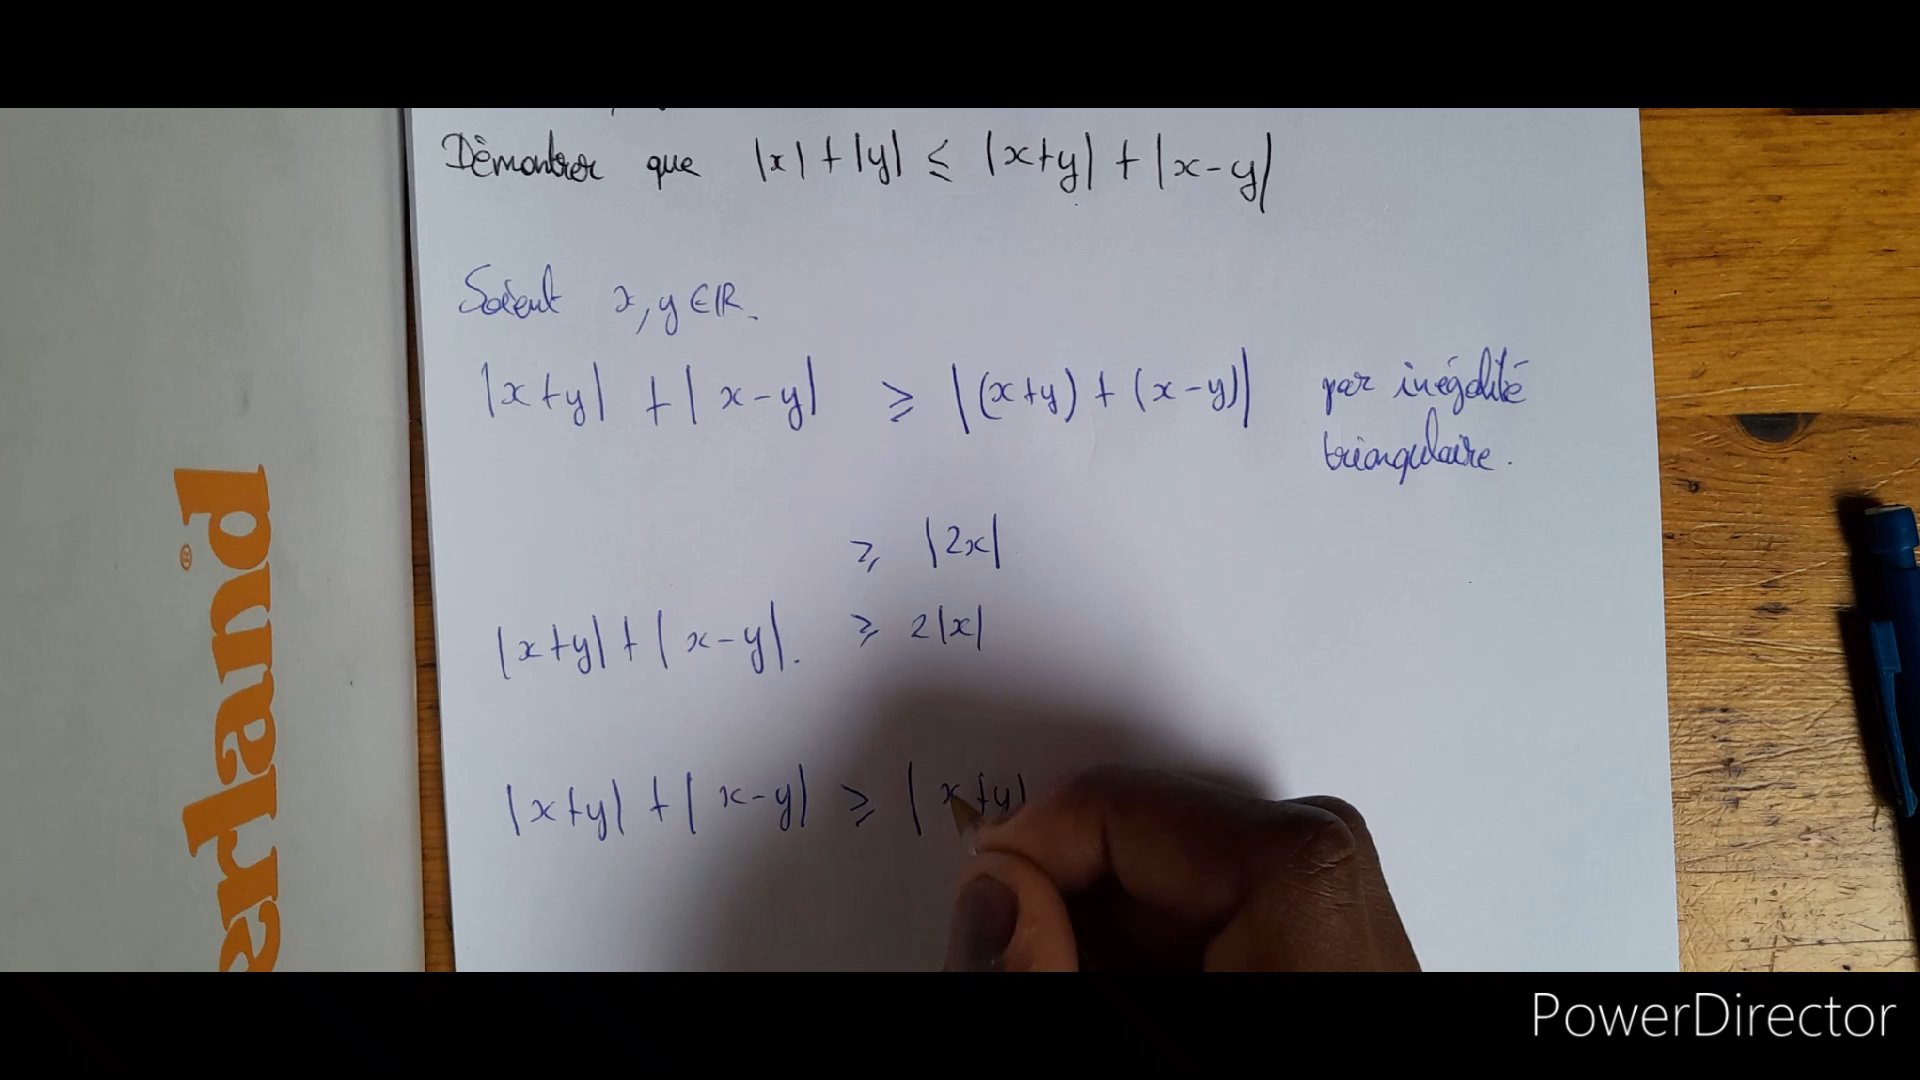 Démontrer que |x| + |y| ≤ |x+y| + |x-y|
Soient x, y ∈ ℝ.
|x+y| + |x-y| ≥ |(x+y) + (x-y)| par inégalité
triangulaire.
≥ |2x|
|x+y| + |x-y|. ≥ 2|x|
|x+y| + |x-y| ≥ |x+y|
erland
PowerDirector